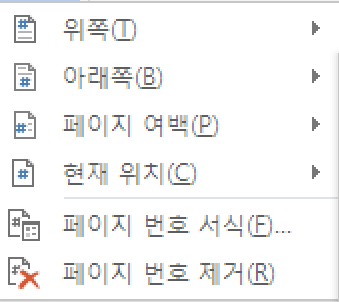 위쪽(T)
아래쪽(B)
페이지 여백(P)
현재 위치(C)
페이지 번호 서식(F)...
페이지 번호 제거(R)